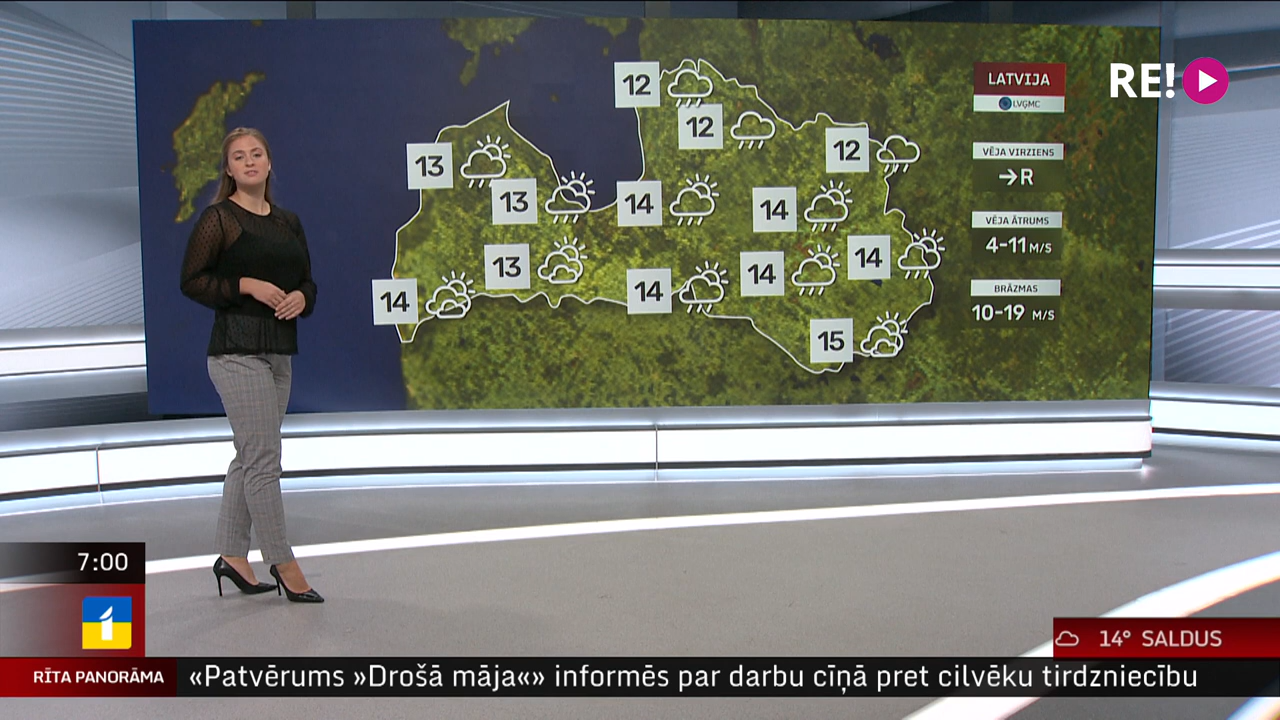 RE!
LATVIJA
LVĢMC
VĒJA VIRZIENS
→R
VĒJA ĀTRUMS
4-11 M/S
BRĀZMAS
10-19 M/S
12
12
12
13
13
14
14
13
14
14
14
14
15
7:00
1
14° SALDUS
RĪTA PANORĀMA
«Patvērums »Drošā māja«» informēs par darbu cīņā pret cilvēku tirdzniecību